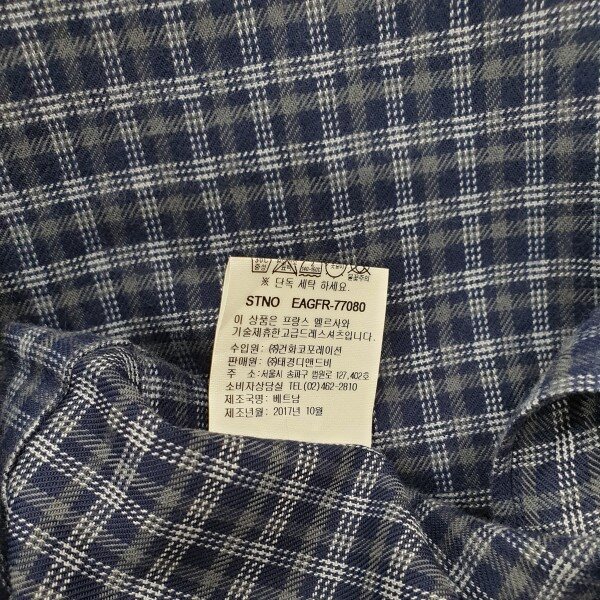 30℃
중성
※ 단독 세탁 하세요.
STNO EAGFR-77080
이 상품은 프랑스 엘르사와
기술제휴한고급드레스셔츠입니다.
수입원: ㈜건화코포레이션
판매원: ㈜태경디앤드비
주 소:서울시 송파구 법원로 127,402호
소비자상담실 TEL(02)462-2810
제조국명: 베트남
제조년월: 2017년 10월